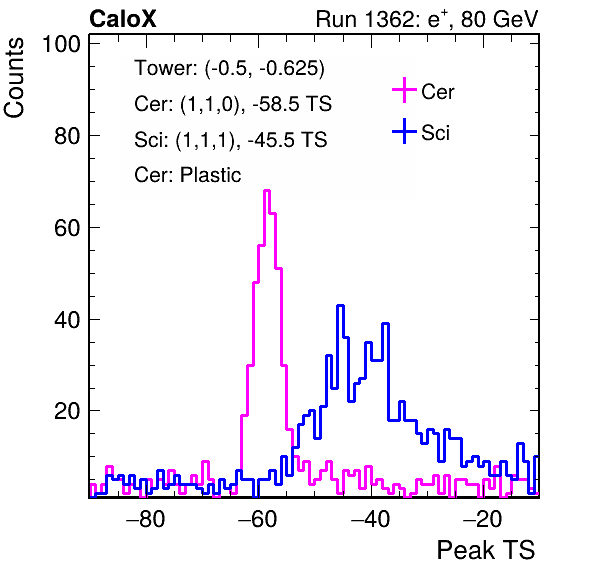 CaloX Run 1362: e⁺, 80 GeV
Counts
100
80
60
40
20
Tower: (-0.5, -0.625)
Cer: (1,1,0), -58.5 TS
Sci: (1,1,1), -45.5 TS
Cer: Plastic
Cer
Sci
−80 −60 −40 −20
Peak TS